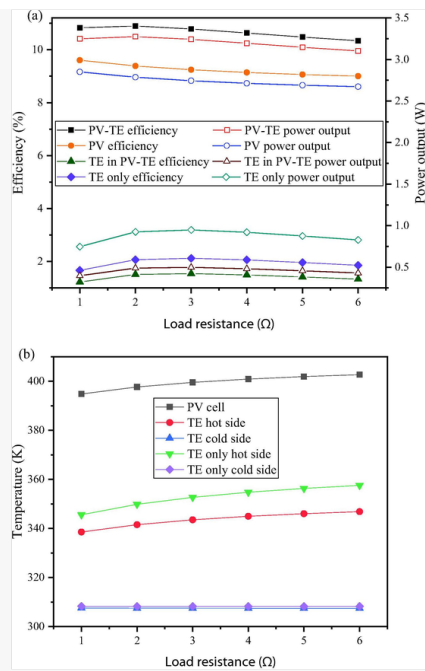 (a)
3.5
10
3.0
8
2.5
PV-TE efficiency PV-TE power output
PV efficiency PV power output
TE in PV-TE efficiency TE in PV-TE power output
TE only efficiency TE only power output
2.0
6
1.5
4
1.0
2
0.5
Efficiency (%)
Power output (W)
1 2 3 4 5 6
Load resistance (Ω)
(b)
400
PV cell
TE hot side
TE cold side
TE only hot side
TE only cold side
380
360
340
320
300
Temperature (K)
1 2 3 4 5 6
Load resistance (Ω)